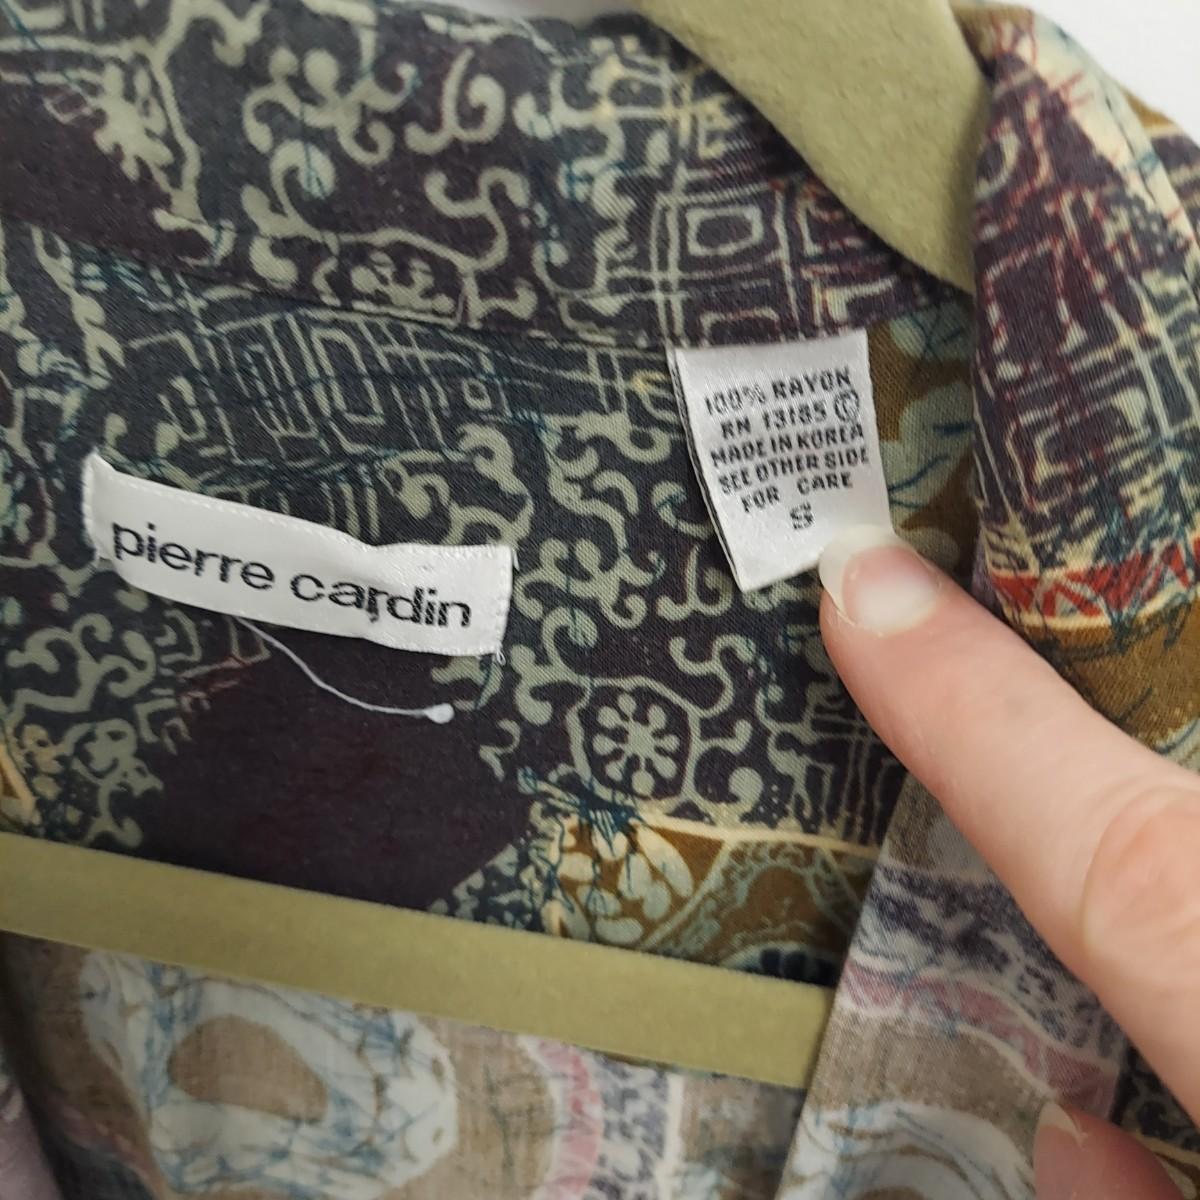 pierre cardin
100% RAYON
RN 13185 ©
MADE IN KOREA
SEE OTHER SIDE
FOR CARE
S